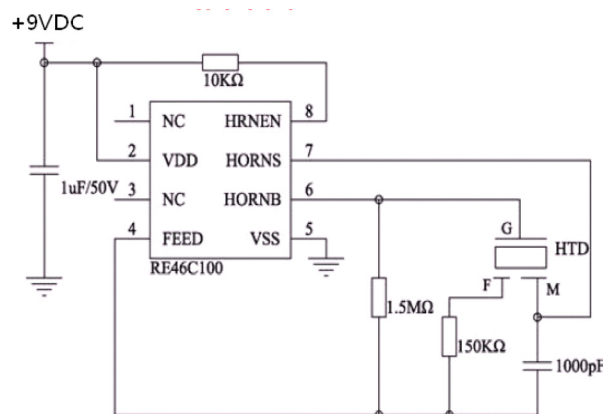 +9VDC
10KΩ
1 NC HRNEN 8
2 VDD HORNS 7
1uF/50V
3 NC HORNB 6
4 FEED VSS 5
RE46C100
G
HTD
F M
1.5MΩ
150KΩ
1000pF